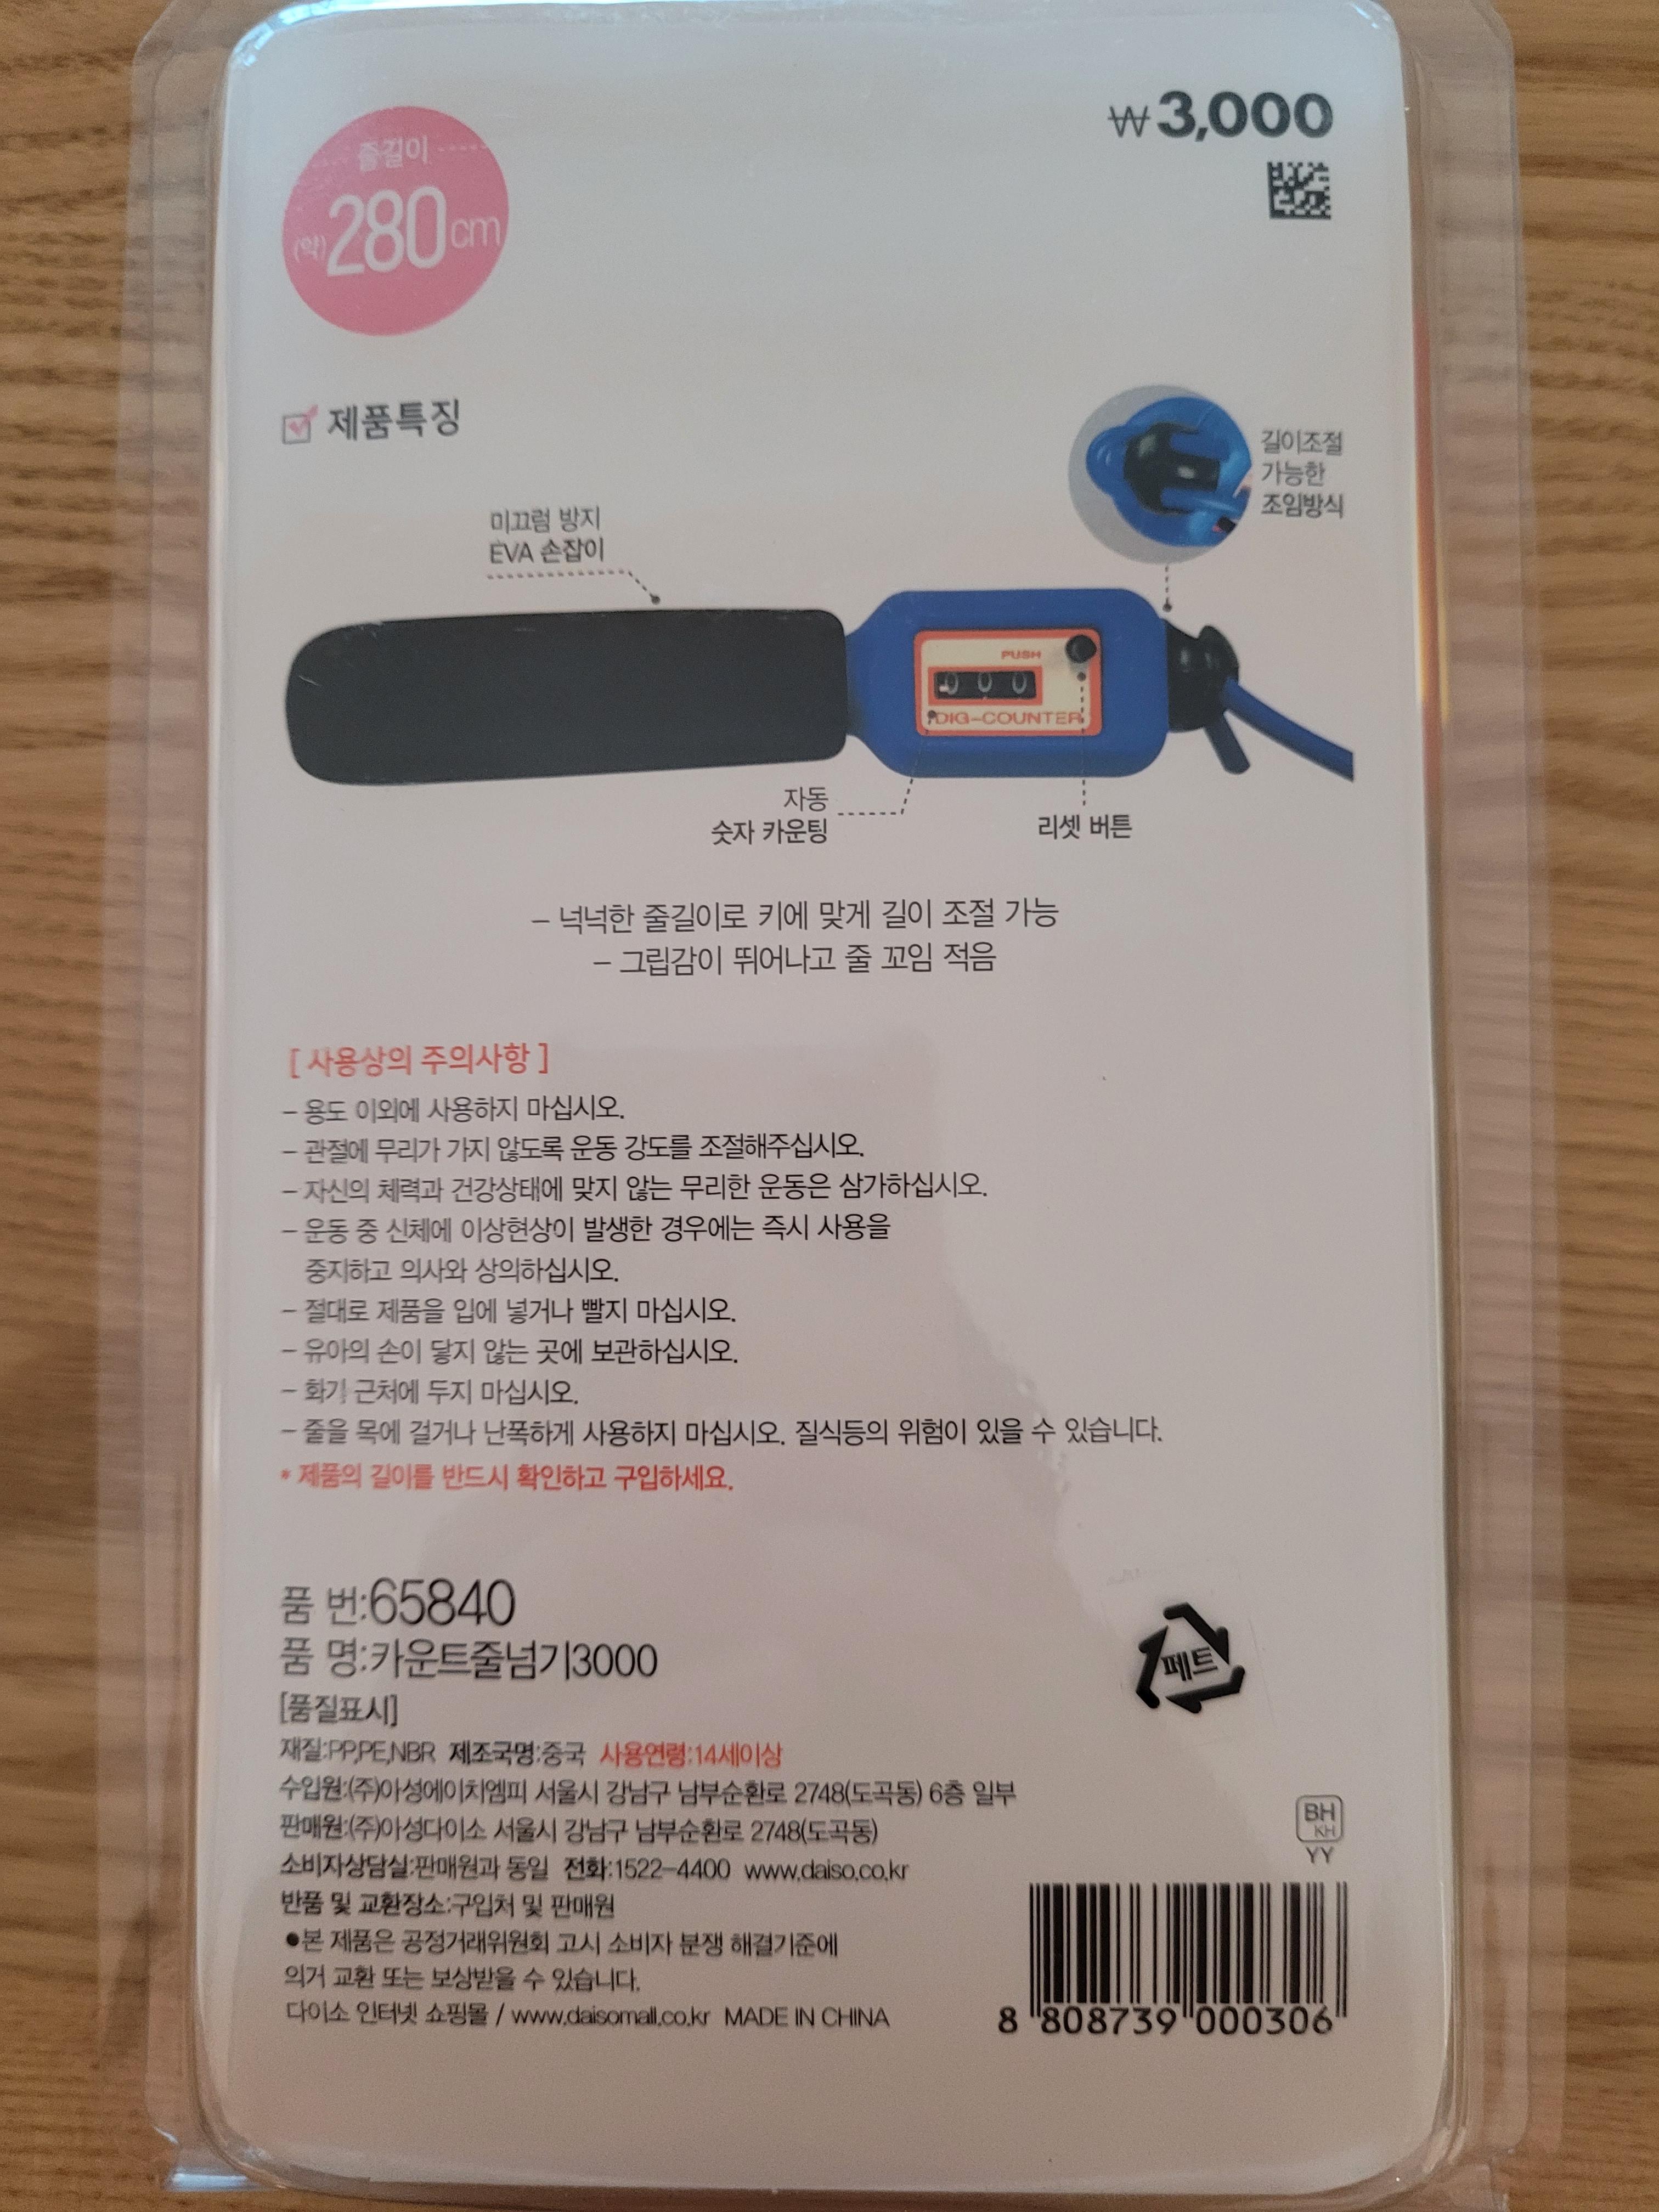 ₩3,000
줄길이
(약)280cm
제품특징
길이조절
가능한
조임방식
미끄럼 방지
EVA 손잡이
PUSH
0 0 0
DIG-COUNTER
자동
숫자 카운팅
리셋 버튼
– 넉넉한 줄길이로 키에 맞게 길이 조절 가능
– 그립감이 뛰어나고 줄 꼬임 적음
[ 사용상의 주의사항 ]
– 용도 이외에 사용하지 마십시오.
– 관절에 무리가 가지 않도록 운동 강도를 조절해주십시오.
– 자신의 체력과 건강상태에 맞지 않는 무리한 운동은 삼가하십시오.
– 운동 중 신체에 이상현상이 발생한 경우에는 즉시 사용을
중지하고 의사와 상의하십시오.
– 절대로 제품을 입에 넣거나 빨지 마십시오.
– 유아의 손이 닿지 않는 곳에 보관하십시오.
– 화기 근처에 두지 마십시오.
– 줄을 목에 걸거나 난폭하게 사용하지 마십시오. 질식등의 위험이 있을 수 있습니다.
* 제품의 길이를 반드시 확인하고 구입하세요.
품 번:65840
품 명:카운트줄넘기3000
페트
[품질표시]
재질:PP,PE,NBR 제조국명:중국 사용연령:14세이상
수입원:(주)아성에이치엠피 서울시 강남구 남부순환로 2748(도곡동) 6층 일부
판매원:(주)아성다이소 서울시 강남구 남부순환로 2748(도곡동)
소비자상담실:판매원과 동일 전화:1522–4400 www.daiso.co.kr
반품 및 교환장소:구입처 및 판매원
●본 제품은 공정거래위원회 고시 소비자 분쟁 해결기준에
의거 교환 또는 보상받을 수 있습니다.
다이소 인터넷 쇼핑몰 / www.daisomall.co.kr MADE IN CHINA
BH
KH
YY
8 808739 000306